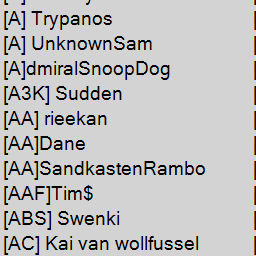 [A] Trypanos
[A] UnknownSam
[A]dmiralSnoopDog
[A3K] Sudden
[AA] rieekan
[AA]Dane
[AA]SandkastenRambo
[AAF]Tim$
[ABS] Swenki
[AC] Kai van wollfussel